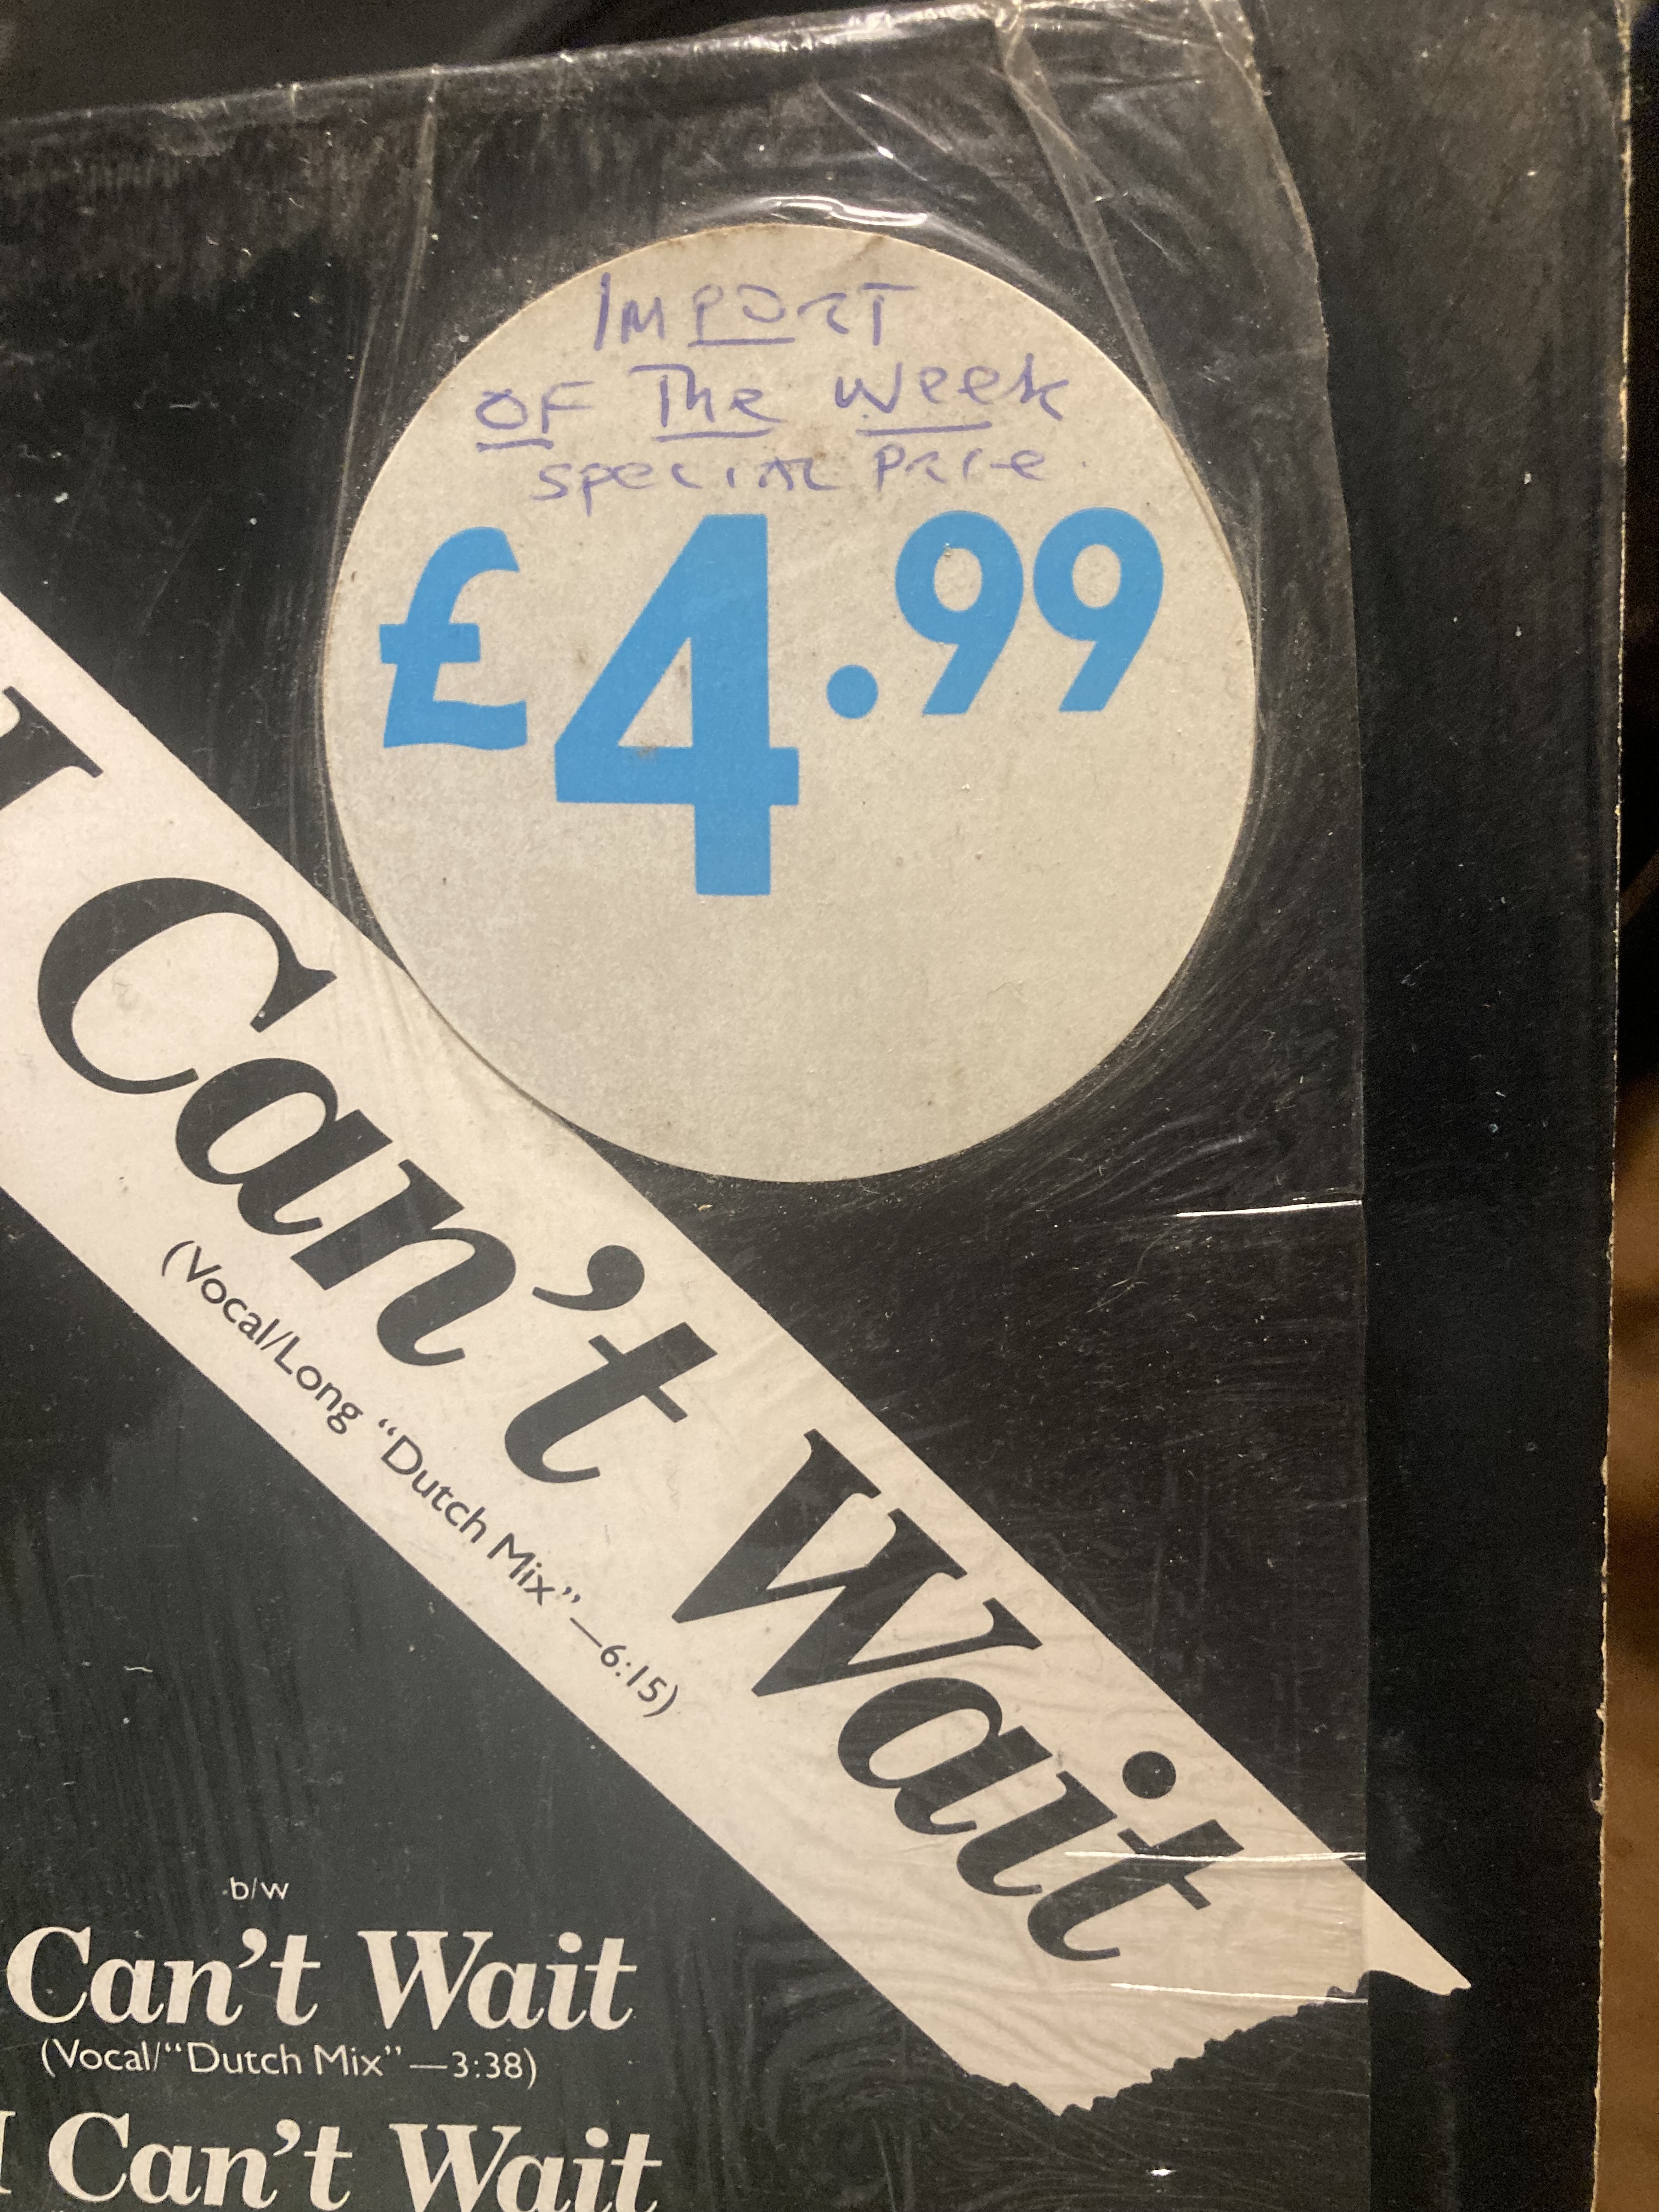 IMPORT
OF The Week
SPECIAL PRICE.
£4.99
I Can't Wait
(Vocal/Long “Dutch Mix”—6:15)
b/w
Can't Wait
(Vocal/“Dutch Mix”—3:38)
I Can't Wait